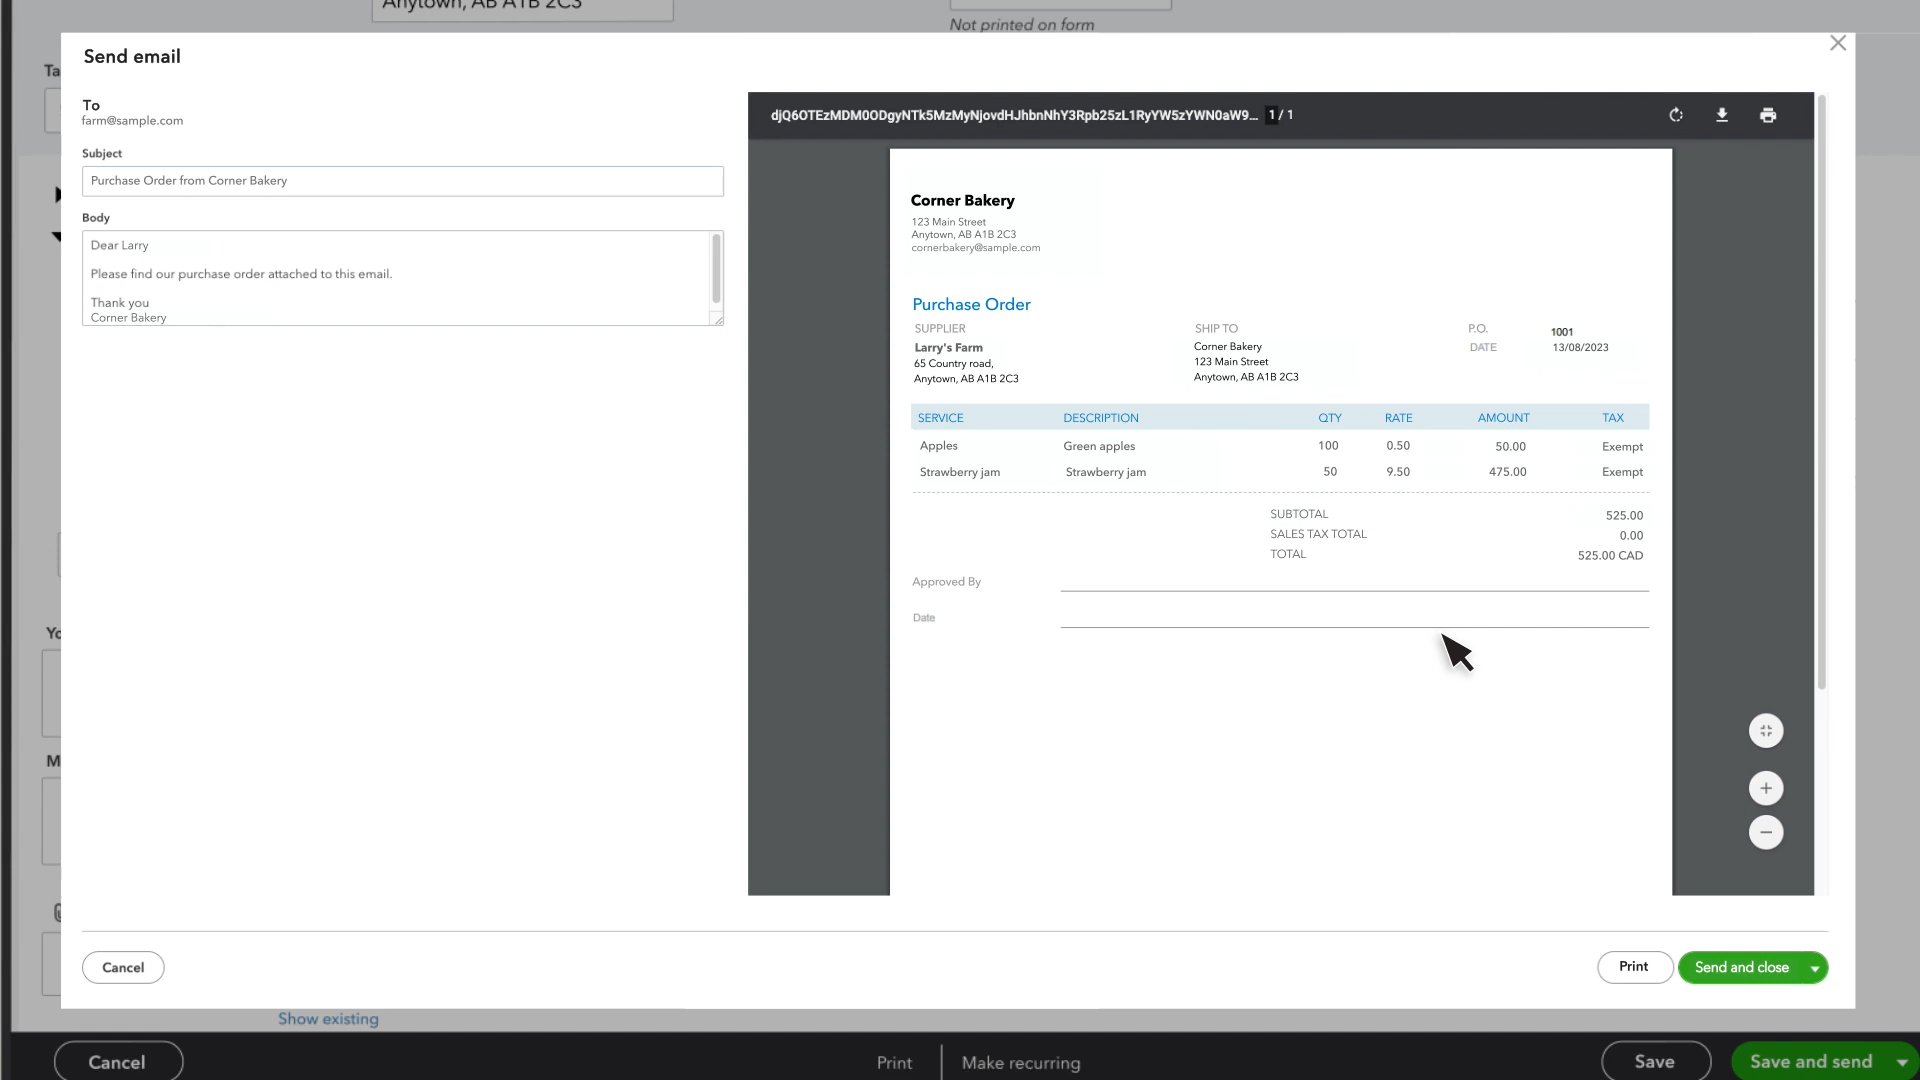 Anytown, AB A1B 2C3
Not printed on form
Send email
To
farm@sample.com
Subject
Purchase Order from Corner Bakery
Body
Dear Larry
Please find our purchase order attached to this email.
Thank you
Corner Bakery
djQ6OTEzMDM0ODgyNTk5MzMyNjovdHJhbnNhY3Rpb25zL1RyYW5zYWN0aW9... 1 / 1
Corner Bakery
123 Main Street
Anytown, AB A1B 2C3
cornerbakery@sample.com
Purchase Order
SUPPLIER
Larry's Farm
65 Country road,
Anytown, AB A1B 2C3
SHIP TO
Corner Bakery
123 Main Street
Anytown, AB A1B 2C3
P.O. 1001
DATE 13/08/2023
SERVICE DESCRIPTION QTY RATE AMOUNT TAX
Apples Green apples 100 0.50 50.00 Exempt
Strawberry jam Strawberry jam 50 9.50 475.00 Exempt
SUBTOTAL 525.00
SALES TAX TOTAL 0.00
TOTAL 525.00 CAD
Approved By
Date
Cancel
Print
Send and close
Show existing
Cancel
Print
Make recurring
Save
Save and send